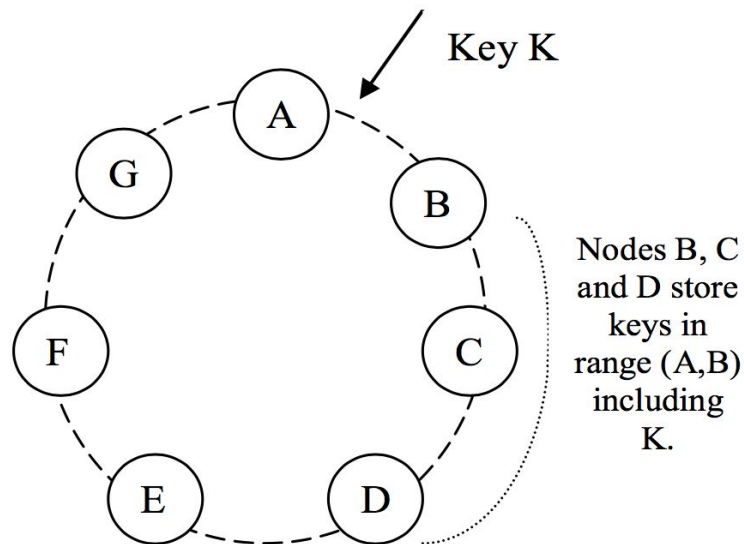 Key K
A
G
B
Nodes B, C
and D store
keys in
range (A,B)
including
K.
F
C
E
D